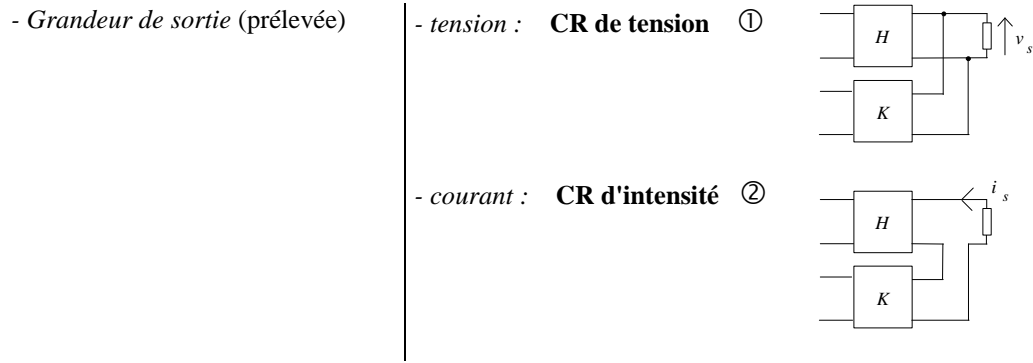 - Grandeur de sortie (prélevée)
- tension : CR de tension ①
H
v s
K
- courant : CR d'intensité ②
i s
H
K